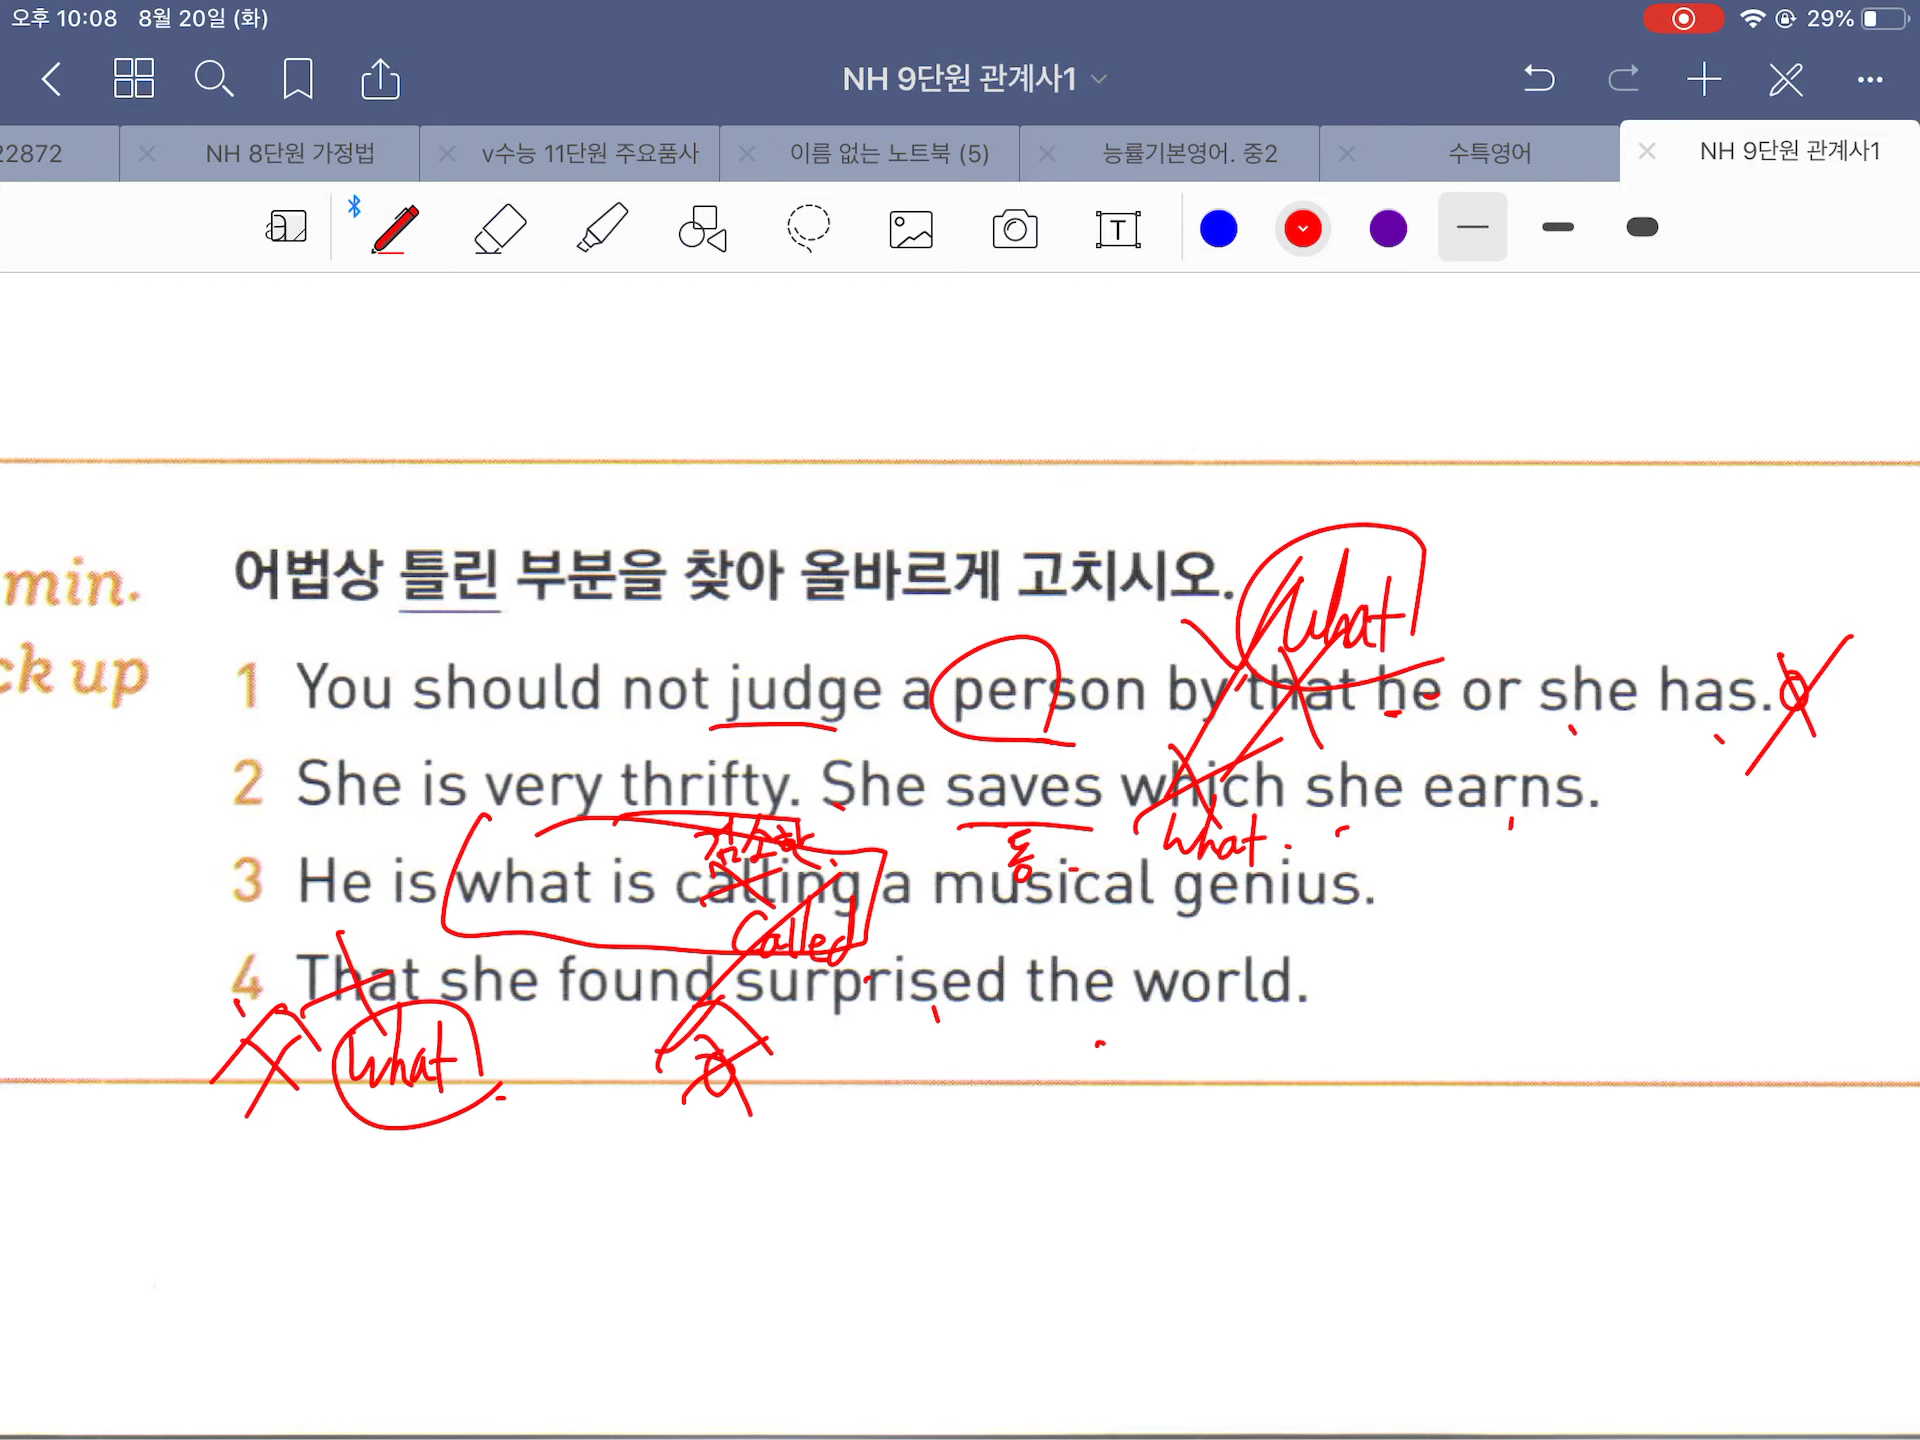 오후 10:08 8월 20일 (화) 29%
NH 9단원 관계사1
22872 NH 8단원 가정법 v수능 11단원 주요품사 이름 없는 노트북 (5) 능률기본영어. 중2 수특영어 NH 9단원 관계사1
T
min.
ck up
어법상 틀린 부분을 찾아 올바르게 고치시오.
what
1 You should not judge a person by that he or she has.
2 She is very thrifty. She saves which she earns.
동
what
3 He is what is calling a musical genius.
called
4 That she found surprised the world.
what